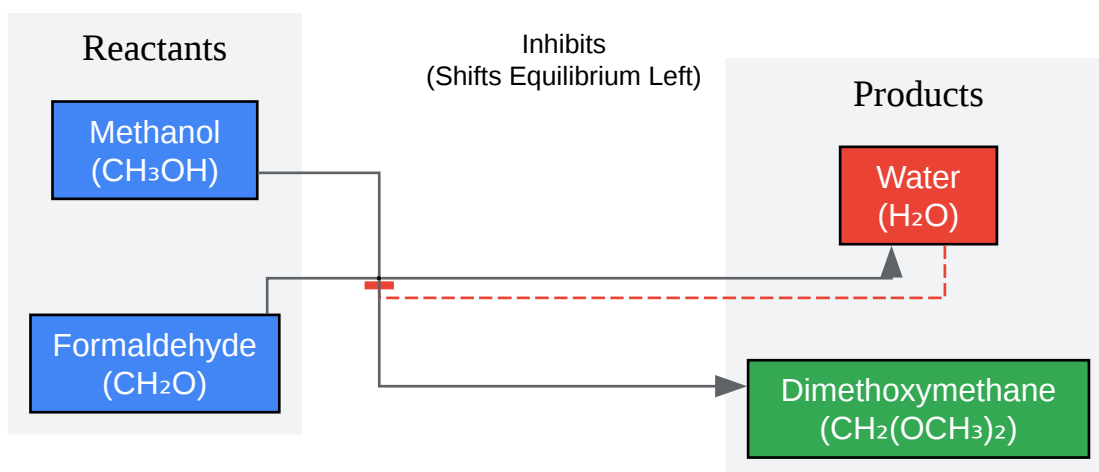 Reactants
Methanol
(CH₃OH)
Formaldehyde
(CH₂O)
Inhibits
(Shifts Equilibrium Left)
Products
Water
(H₂O)
Dimethoxymethane
(CH₂(OCH₃)₂)